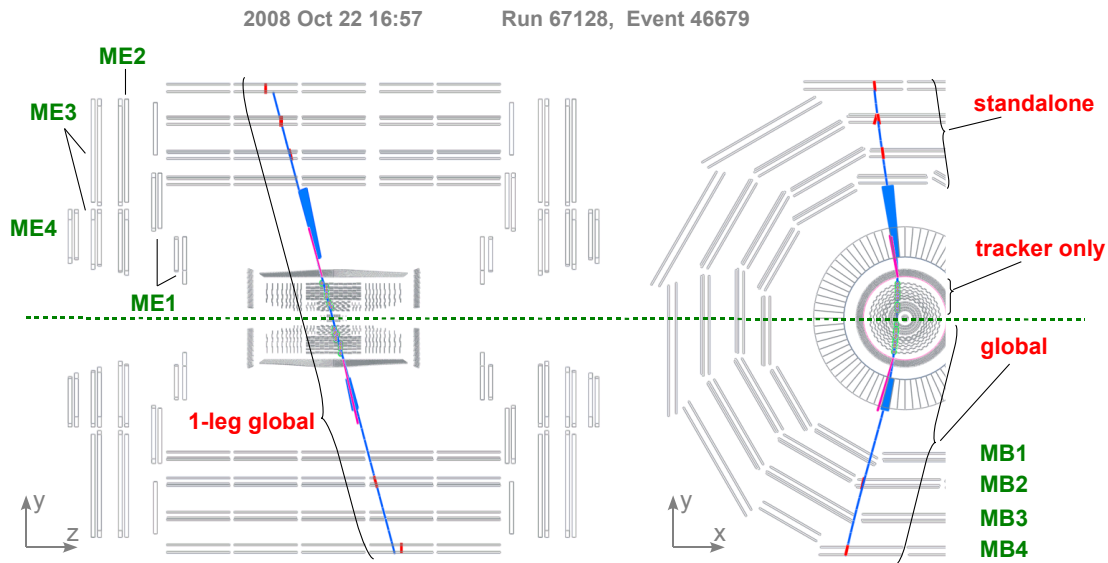 2008 Oct 22 16:57 Run 67128, Event 46679
ME2
ME3
standalone
ME4
tracker only
ME1
global
1-leg global
MB1
MB2
MB3
MB4
y
z
y
x